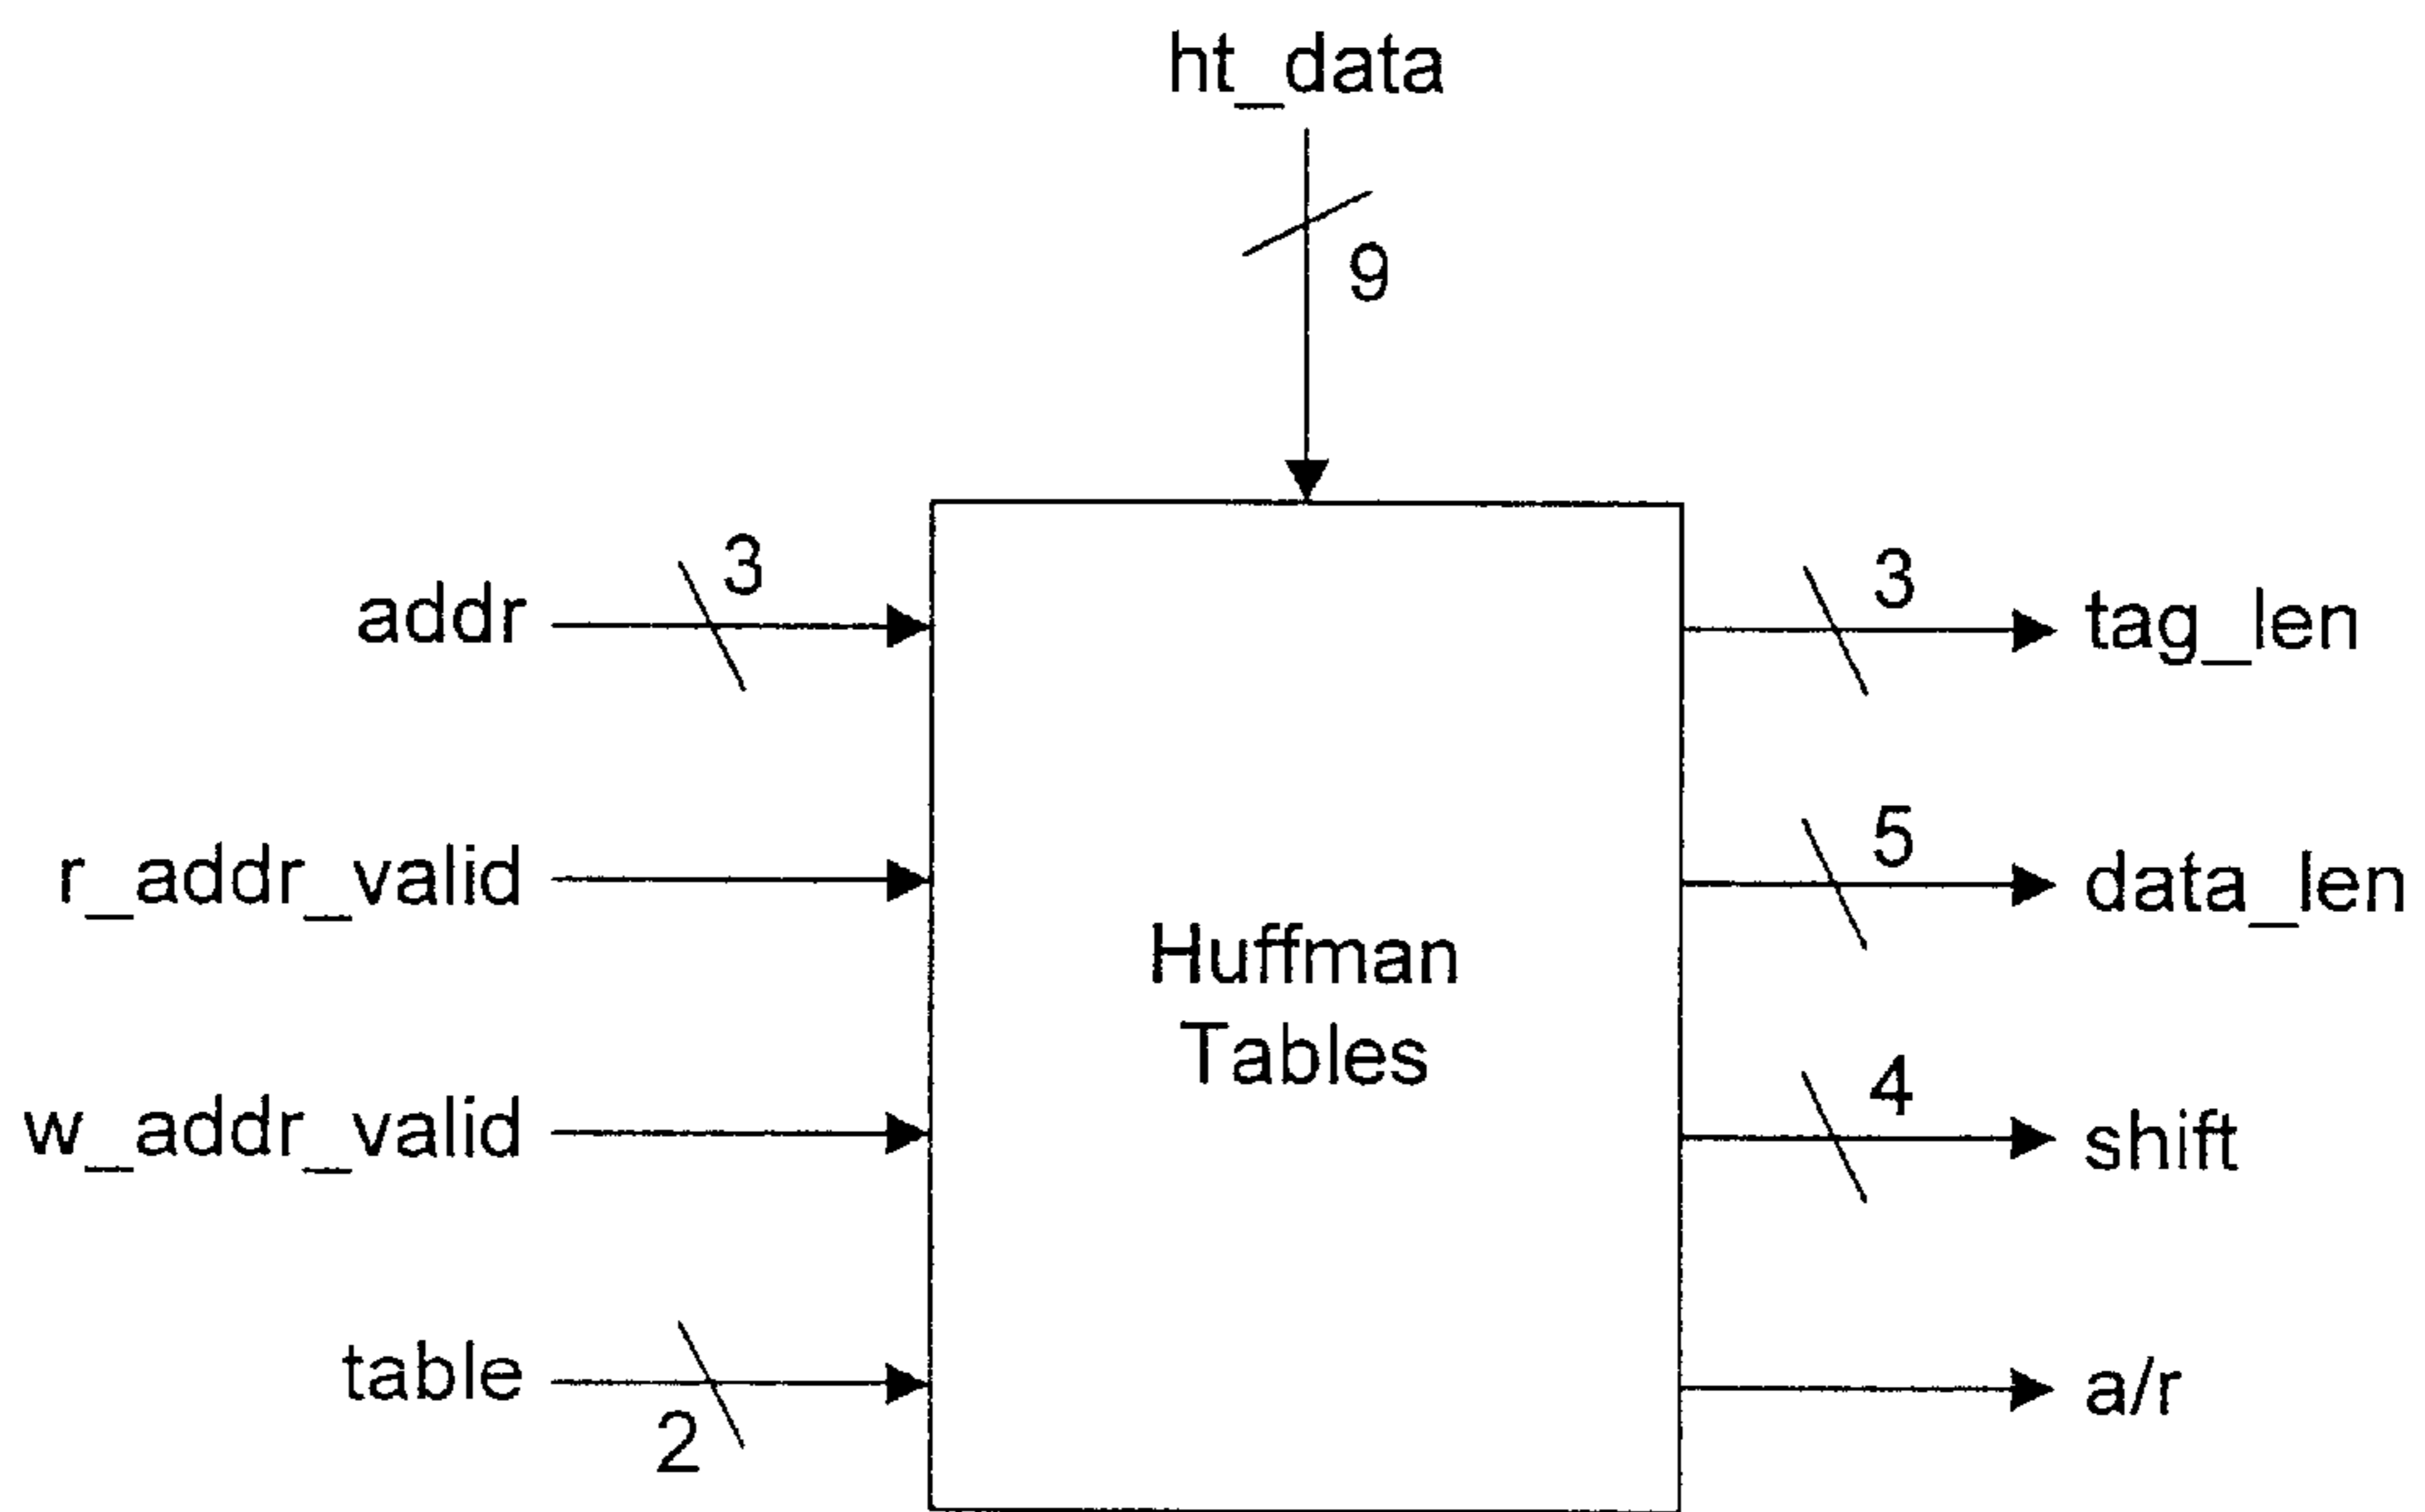 ht_data
9
addr
3
3
tag_len
r_addr_valid
5
data_len
Huffman
Tables
w_addr_valid
4
shift
table
2
a/r